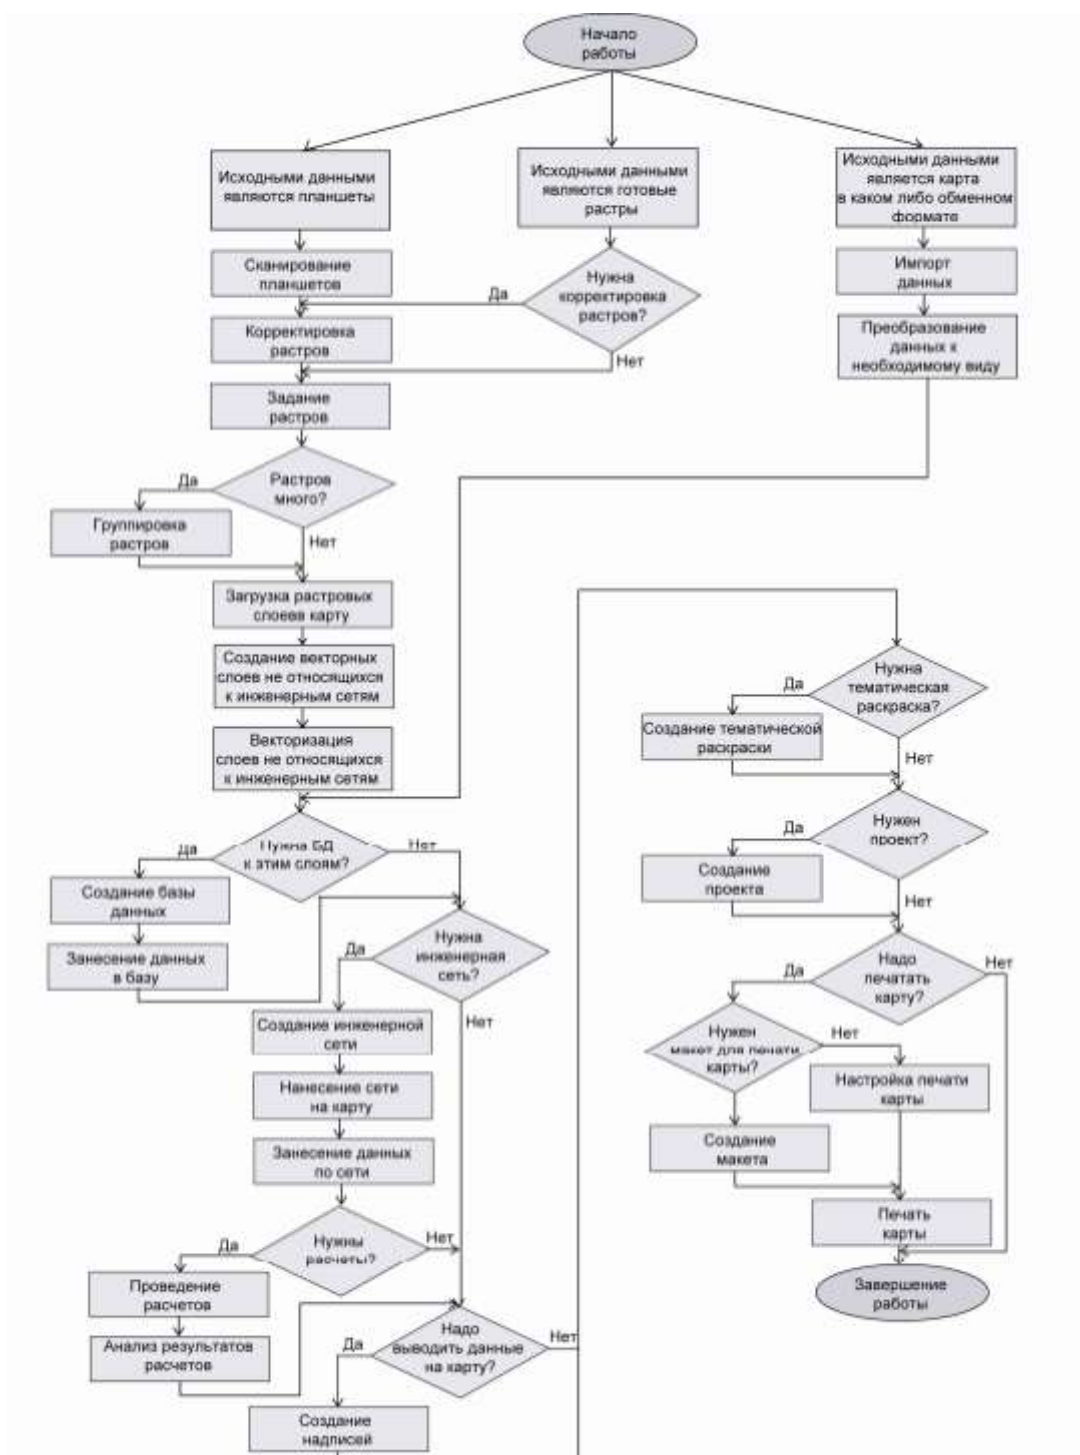 Начало
работы
Исходными данными
являются планшеты
Исходными данными
являются готовые
растры
Исходными данными
является карта
в каком либо обменном
формате
Сканирование
планшетов
Да
Нужна
корректировка
растров?
Импорт
данных
Корректировка
растров
Нет
Преобразование
данных к
необходимому виду
Задание
растров
Да
Растров
много?
Группировка
растров
Нет
Загрузка растровых
слоев карту
Создание векторных
слоев не относящихся
к инженерным сетям
Векторизация
слоев не относящихся
к инженерным сетям
Да
Нужна БД
к этим слоям?
Нет
Создание базы
данных
Занесение данных
в базу
Да
Нужна
инженерная
сеть?
Нет
Создание инженерной
сети
Нанесение сети
на карту
Занесение данных
по сети
Да
Нужны
расчеты?
Нет
Проведение
расчетов
Анализ результатов
расчетов
Да
Надо
выводить данные
на карту?
Нет
Создание
надписей
Да
Нужна
тематическая
раскраска?
Создание тематической
раскраски
Нет
Да
Нужен
проект?
Создание
проекта
Нет
Да
Надо
печатать
карту?
Нет
Нужен
макет для печати
карты?
Нет
Настройка печати
карты
Создание
макета
Печать
карты
Завершение
работы